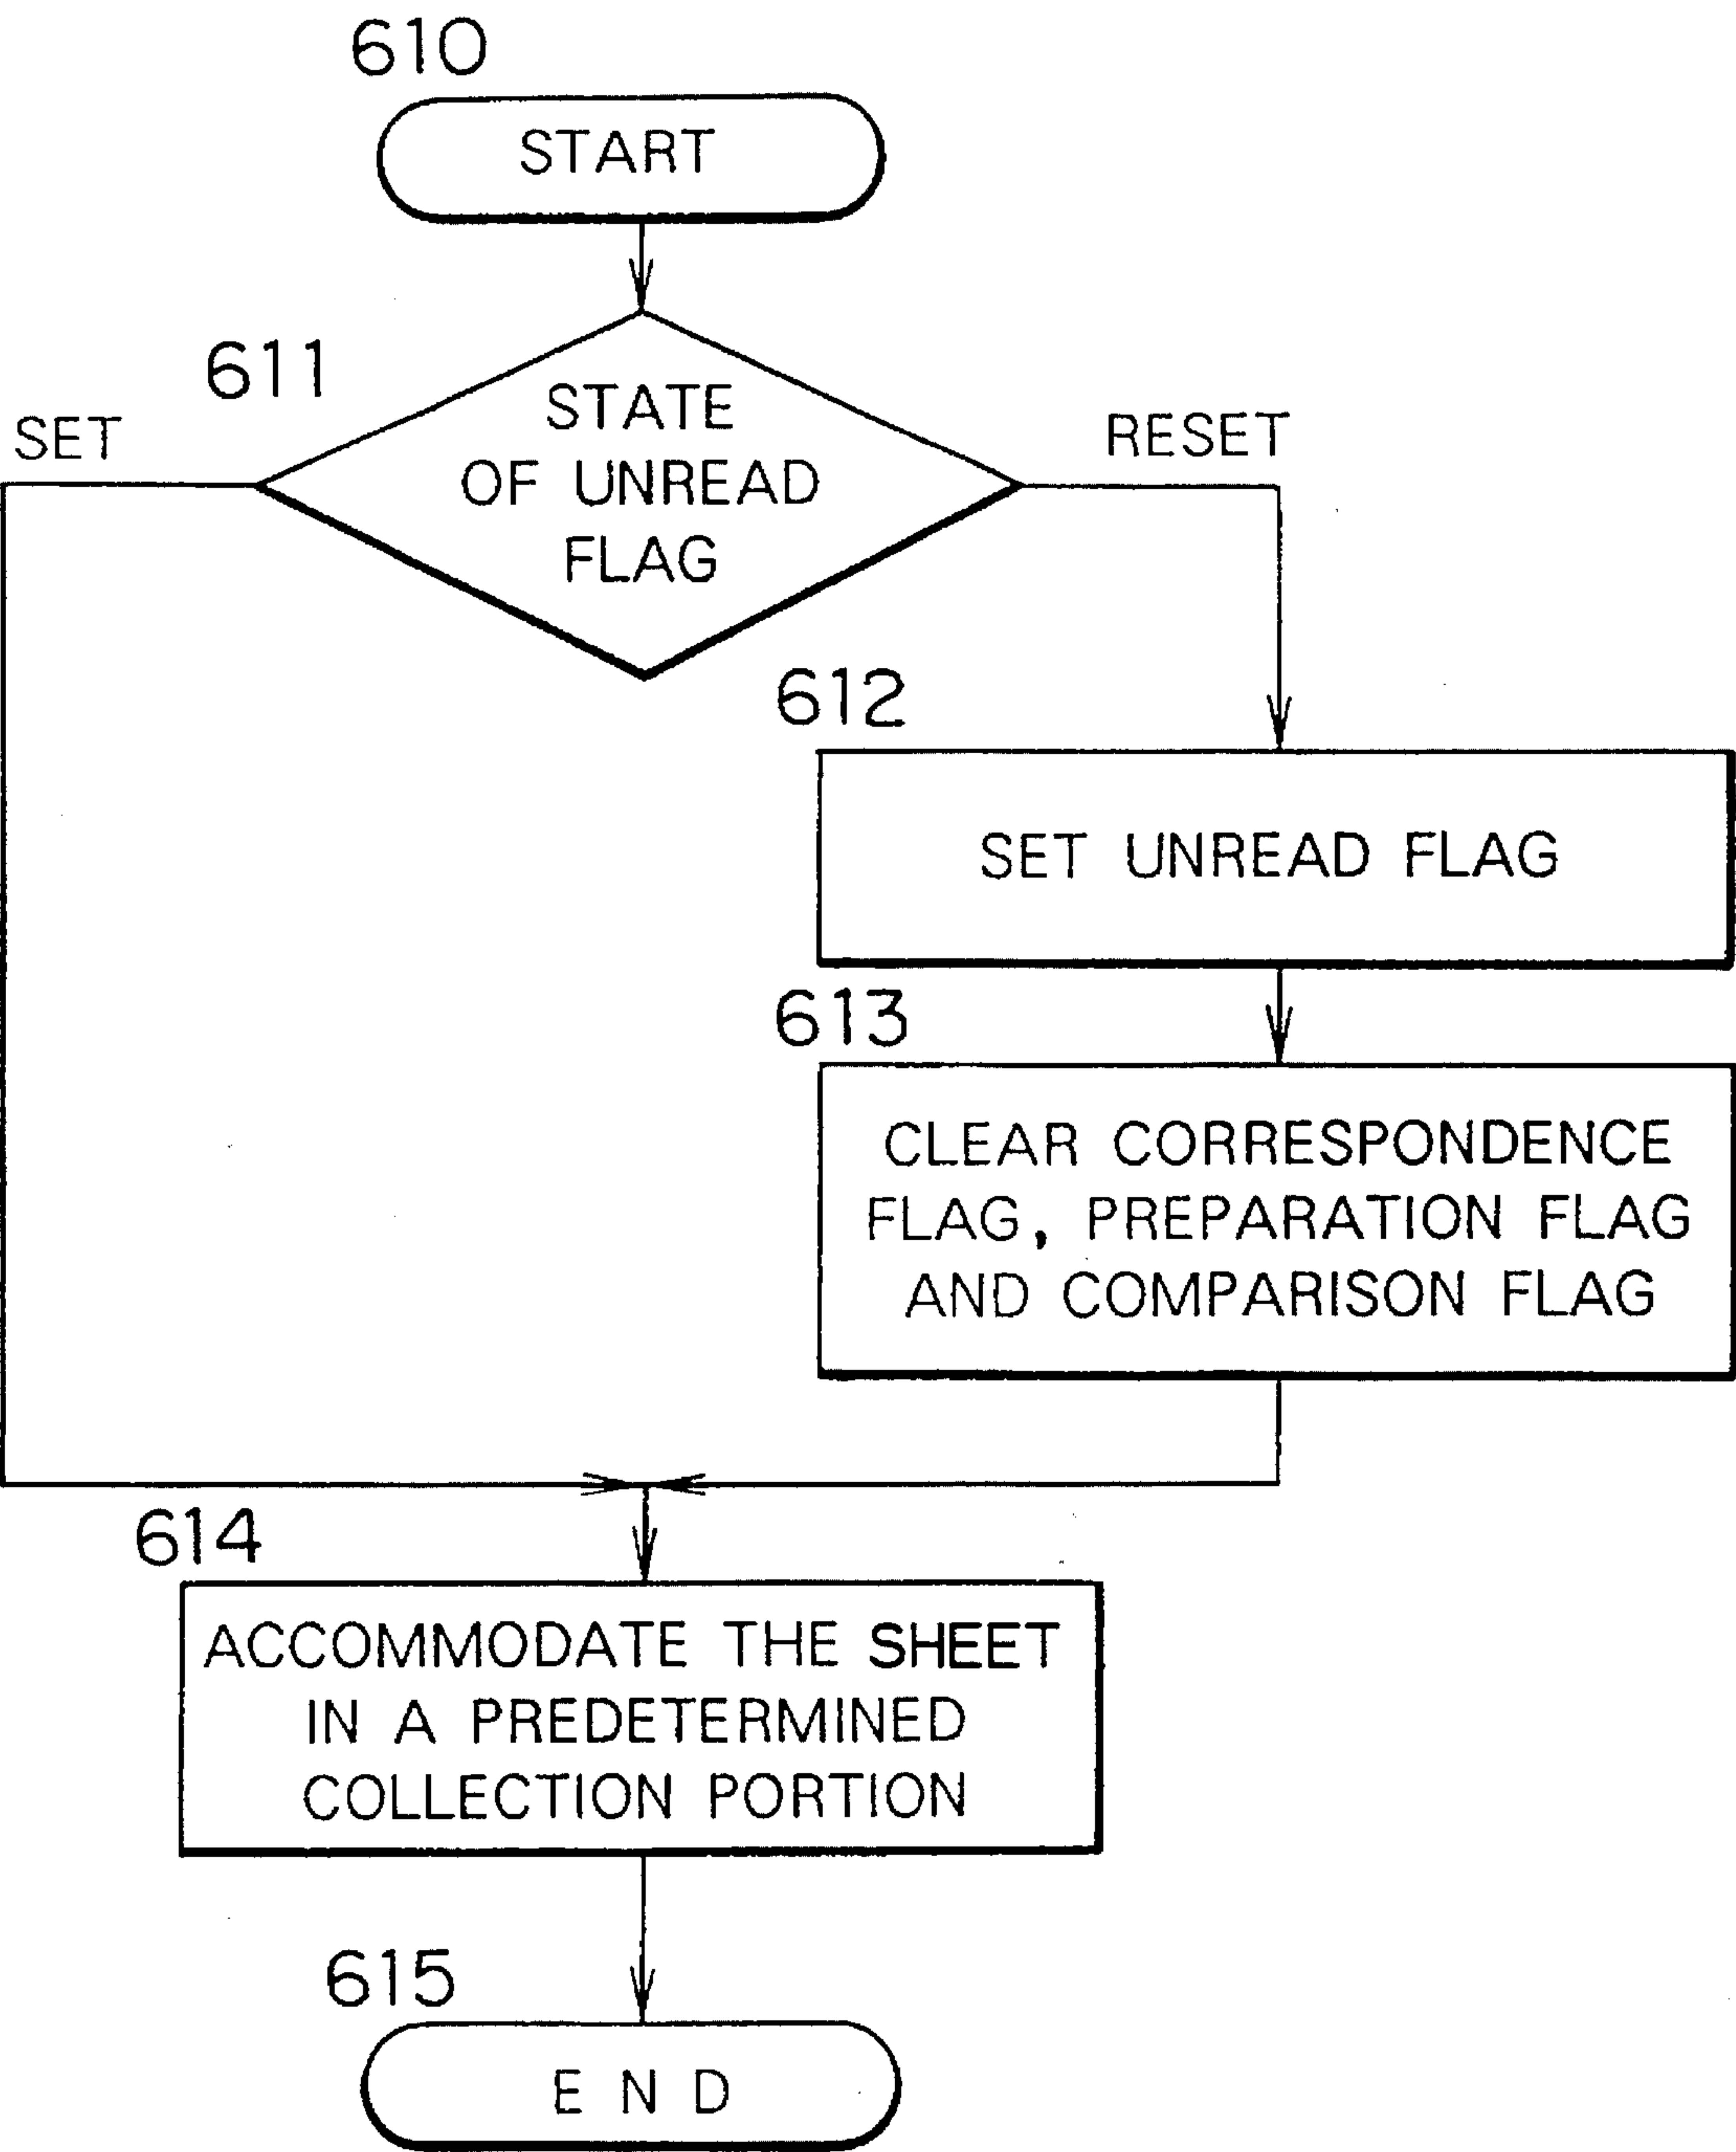 610
START
611
SET
STATE
OF UNREAD
FLAG
RESET
612
SET UNREAD FLAG
613
CLEAR CORRESPONDENCE
FLAG, PREPARATION FLAG
AND COMPARISON FLAG
614
ACCOMMODATE THE SHEET
IN A PREDETERMINED
COLLECTION PORTION
615
END